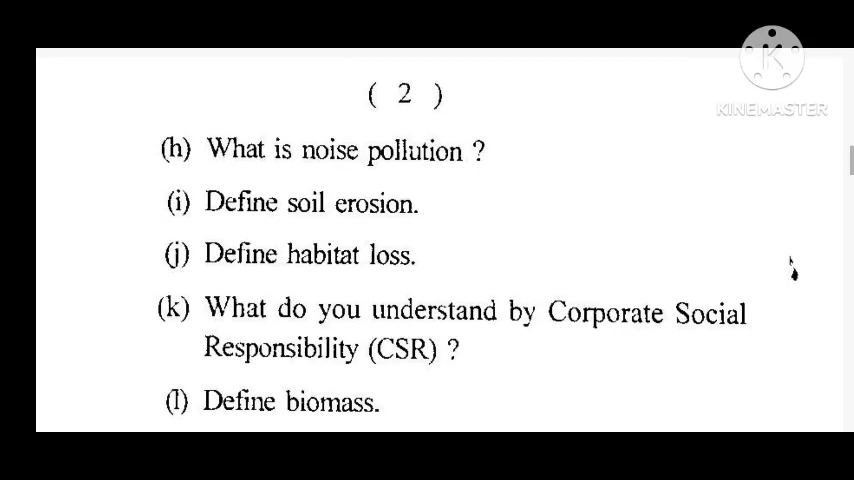 KINEMASTER
( 2 )
(h) What is noise pollution ?
(i) Define soil erosion.
(j) Define habitat loss.
(k) What do you understand by Corporate Social
Responsibility (CSR) ?
(l) Define biomass.